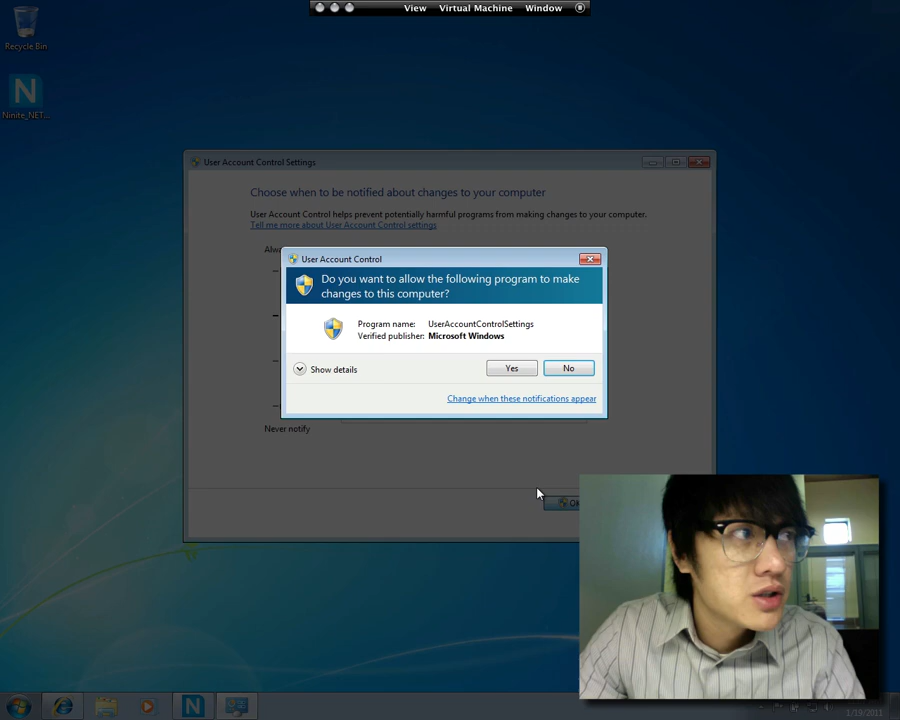 View Virtual Machine Window
Recycle Bin
N
Ninite_NET...
User Account Control Settings
Choose when to be notified about changes to your computer
User Account Control helps prevent potentially harmful programs from making changes to your computer.
Tell me more about User Account Control settings
Alw
User Account Control
Do you want to allow the following program to make
changes to this computer?
Program name: UserAccountControlSettings
Verified publisher: Microsoft Windows
Show details
Yes
No
Change when these notifications appear
Never notify
N
1/19/2011